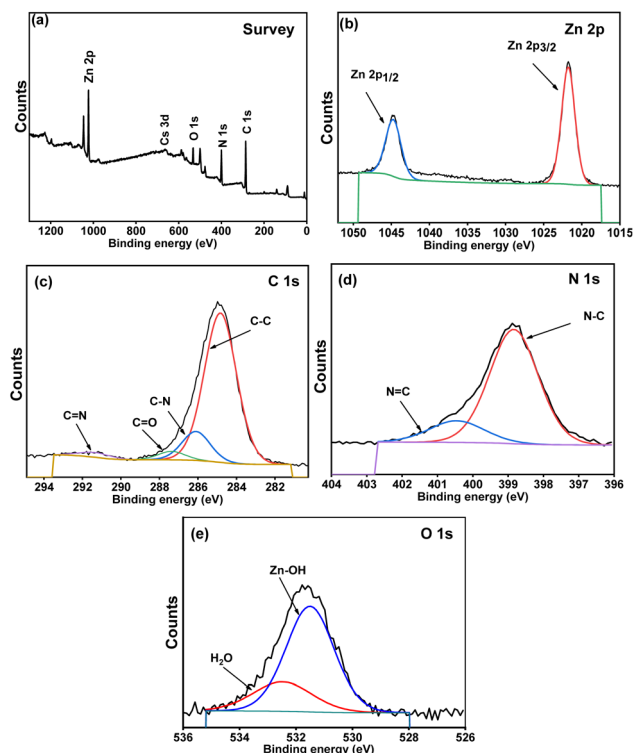 (a)
Survey
Zn 2p
Cs 3d
O 1s
N 1s
C 1s
Counts
1200 1000 800 600 400 200 0
Binding energy (eV)
(b)
Zn 2p
Zn 2p3/2
Zn 2p1/2
Counts
1050 1045 1040 1035 1030 1025 1020 1015
Binding energy (eV)
(c)
C 1s
C-C
C-N
C=O
C=N
Counts
294 292 290 288 286 284 282
Binding energy (eV)
(d)
N 1s
N-C
N=C
Counts
404 403 402 401 400 399 398 397 396
Binding energy (eV)
(e)
O 1s
Zn-OH
H2O
Counts
536 534 532 530 528 526
Binding energy (eV)